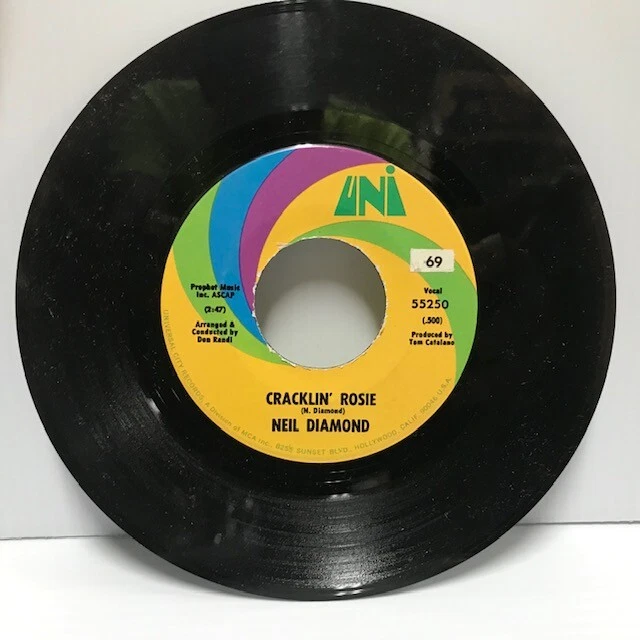 UNI
69
Prophet Music
Inc. ASCAP
(2:47)
Arranged &
Conducted by
Don Randi
Vocal
55250
(.500)
Produced by
Tom Catalano
CRACKLIN' ROSIE
(N. Diamond)
NEIL DIAMOND
UNIVERSAL CITY RECORDS, A Division of MCA Inc., 8255 SUNSET BLVD., HOLLYWOOD, CALIF. 90046 U.S.A.